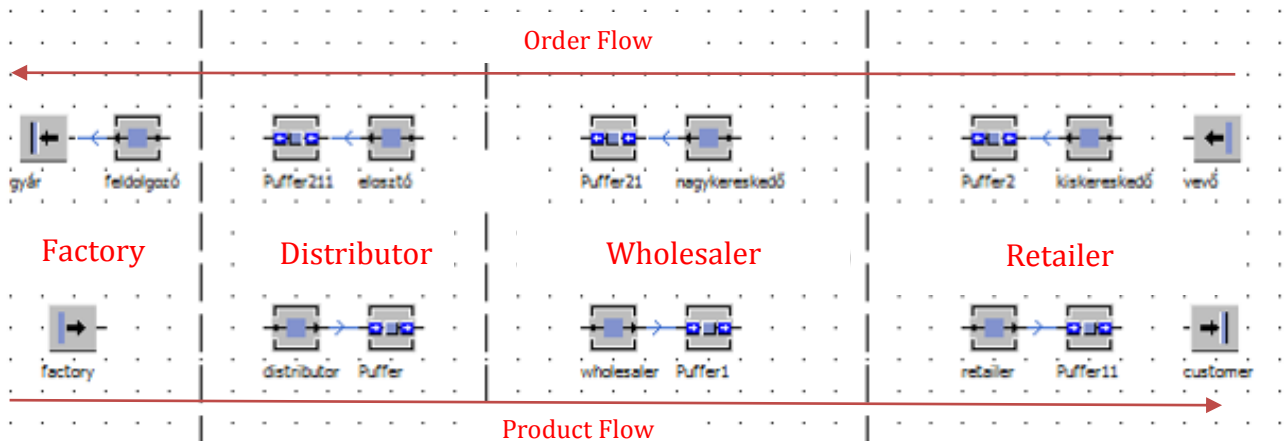 Order Flow
gyár feldolgozó Puffer211 elosztó Puffer21 nagykereskedő Puffer2 kiskereskedő vevő
Factory Distributor Wholesaler Retailer
factory distributor Puffer wholesaler Puffer1 retailer Puffer11 customer
Product Flow